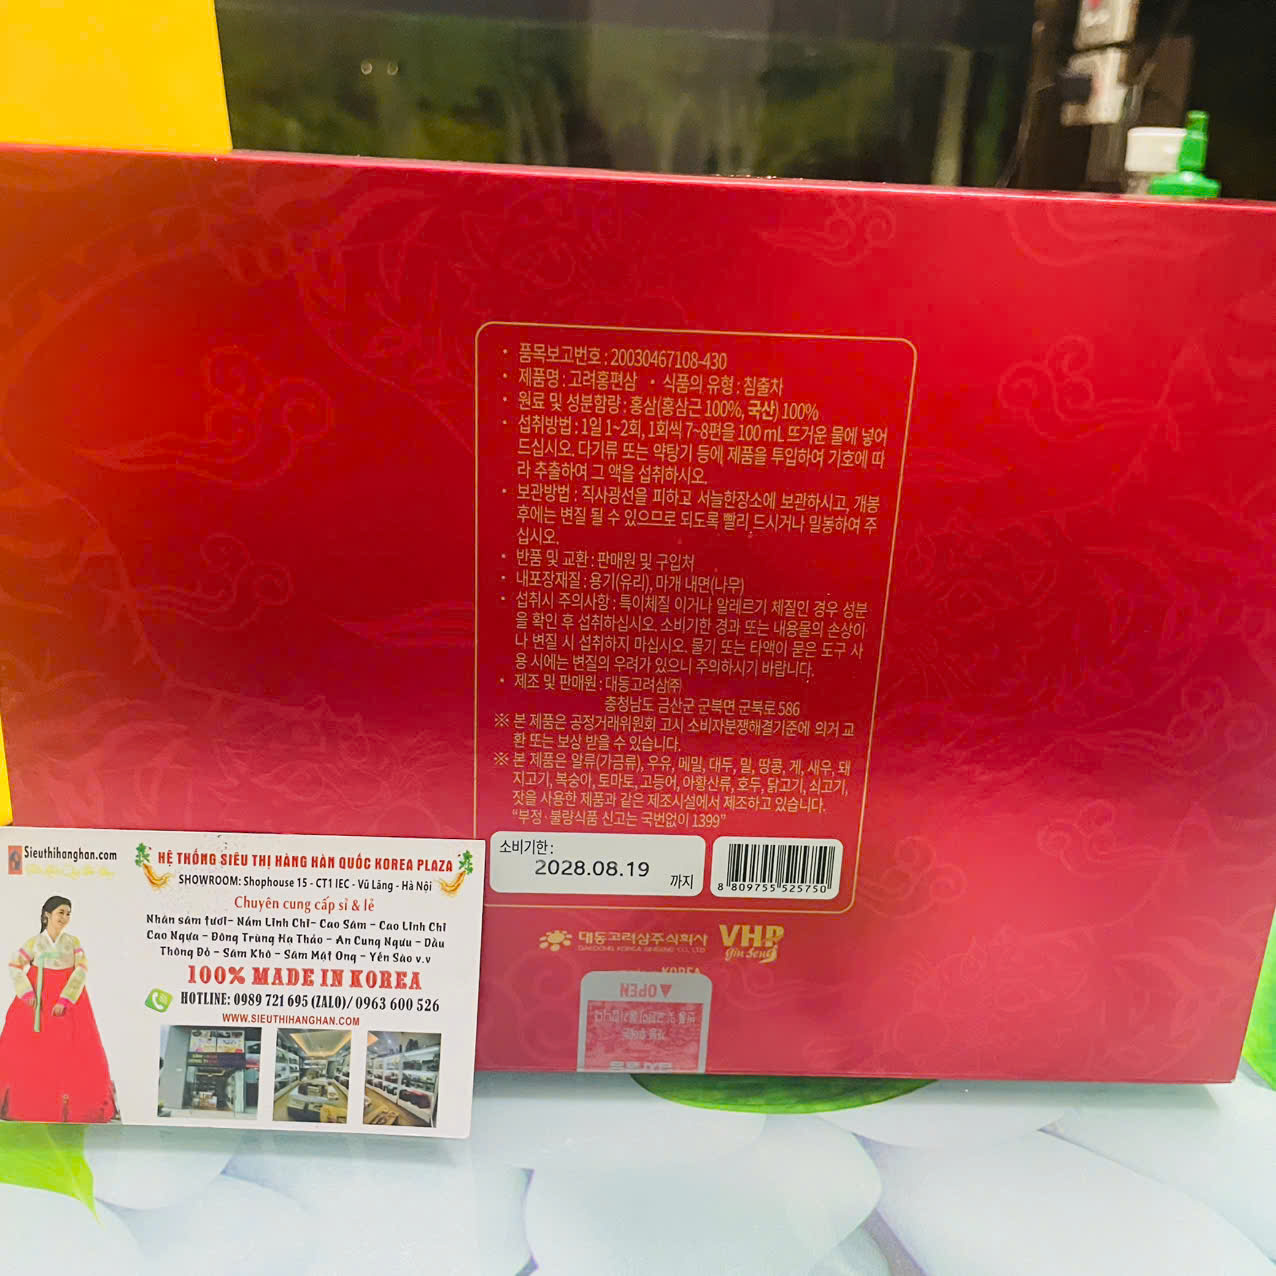 • 품목보고번호 : 20030467108-430
• 제품명 : 고려홍편삼 • 식품의 유형 : 침출차
• 원료 및 성분함량 : 홍삼(홍삼근 100%, 국산) 100%
• 섭취방법 : 1일 1~2회, 1회씩 7~8편을 100 mL 뜨거운 물에 넣어
드십시오. 다기류 또는 약탕기 등에 제품을 투입하여 기호에 따
라 추출하여 그 액을 섭취하시오.
• 보관방법 : 직사광선을 피하고 서늘한장소에 보관하시고, 개봉
후에는 변질 될 수 있으므로 되도록 빨리 드시거나 밀봉하여 주
십시오.
• 반품 및 교환 : 판매원 및 구입처
• 내포장재질 : 용기(유리), 마개 내면(나무)
• 섭취시 주의사항 : 특이체질 이거나 알레르기 체질인 경우 성분
을 확인 후 섭취하십시오. 소비기한 경과 또는 내용물의 손상이
나 변질 시 섭취하지 마십시오. 물기 또는 타액이 묻은 도구 사
용 시에는 변질의 우려가 있으니 주의하시기 바랍니다.
• 제조 및 판매원 : 대동고려삼㈜
충청남도 금산군 군북면 군북로 586
※ 본 제품은 공정거래위원회 고시 소비자분쟁해결기준에 의거 교
환 또는 보상 받을 수 있습니다.
※ 본 제품은 알류(가금류), 우유, 메밀, 대두, 밀, 땅콩, 게, 새우, 돼
지고기, 복숭아, 토마토, 고등어, 아황산류, 호두, 닭고기, 쇠고기,
잣을 사용한 제품과 같은 제조시설에서 제조하고 있습니다.
"부정·불량식품 신고는 국번없이 1399"
소비기한 :
2028.08.19
까지
8 809755 525750
대동고려삼주식회사
DAEDONG KOREA GINSENG CO., LTD
VHP
Gin Seng
KOREA
▲ OPEN
Sieuthihanghan.com
HỆ THỐNG SIÊU THỊ HÀNG HÀN QUỐC KOREA PLAZA
SHOWROOM: Shophouse 15 - CT1 IEC - Vũ Lăng - Hà Nội
Chuyên cung cấp sỉ & lẻ
Nhân sâm tươi- Nấm Linh Chi- Cao Sâm - Cao Linh Chi
Cao Ngựa - Đông Trùng Hạ Thảo - An Cung Ngưu - Dầu
Thông Đỏ - Sâm Khô - Sâm Mật Ong - Yến Sào v.v
100% MADE IN KOREA
HOTLINE: 0989 721 695 (ZALO)/ 0963 600 526
WWW.SIEUTHIHANGHAN.COM